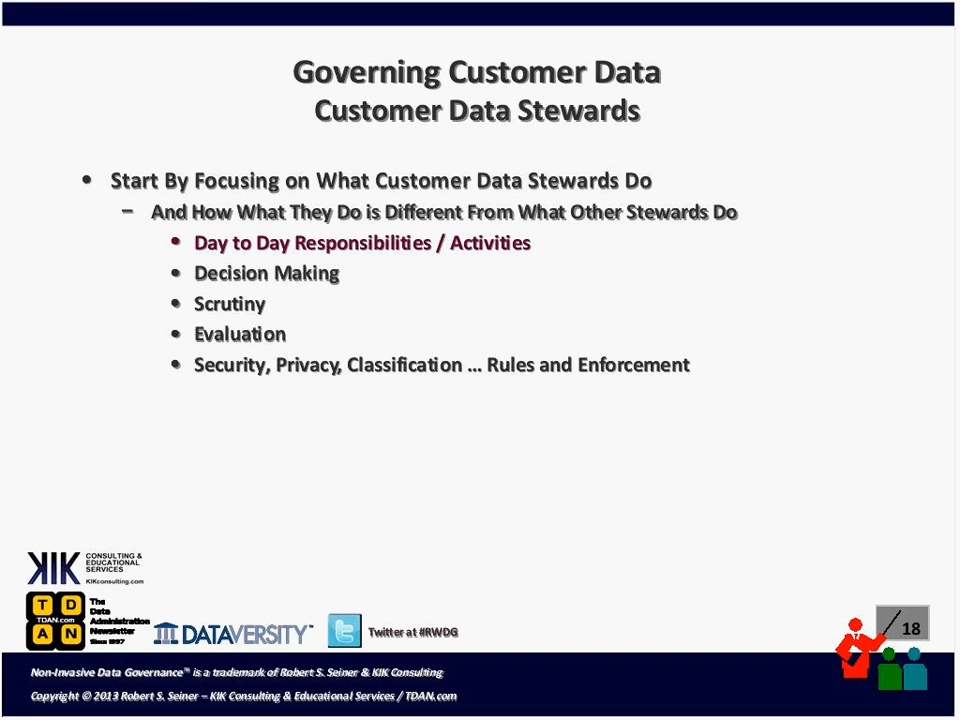 Governing Customer Data
Customer Data Stewards
• Start By Focusing on What Customer Data Stewards Do
– And How What They Do is Different From What Other Stewards Do
• Day to Day Responsibilities / Activities
• Decision Making
• Scrutiny
• Evaluation
• Security, Privacy, Classification … Rules and Enforcement
KIK
CONSULTING &
EDUCATIONAL
SERVICES
KIKconsulting.com
T D
TDAN.com
A N
The
Data
Administration
Newsletter
Since 1997
DATAVERSITY™
Twitter at #RWDG
18
Non-Invasive Data Governance™ is a trademark of Robert S. Seiner & KIK Consulting
Copyright © 2013 Robert S. Seiner – KIK Consulting & Educational Services / TDAN.com